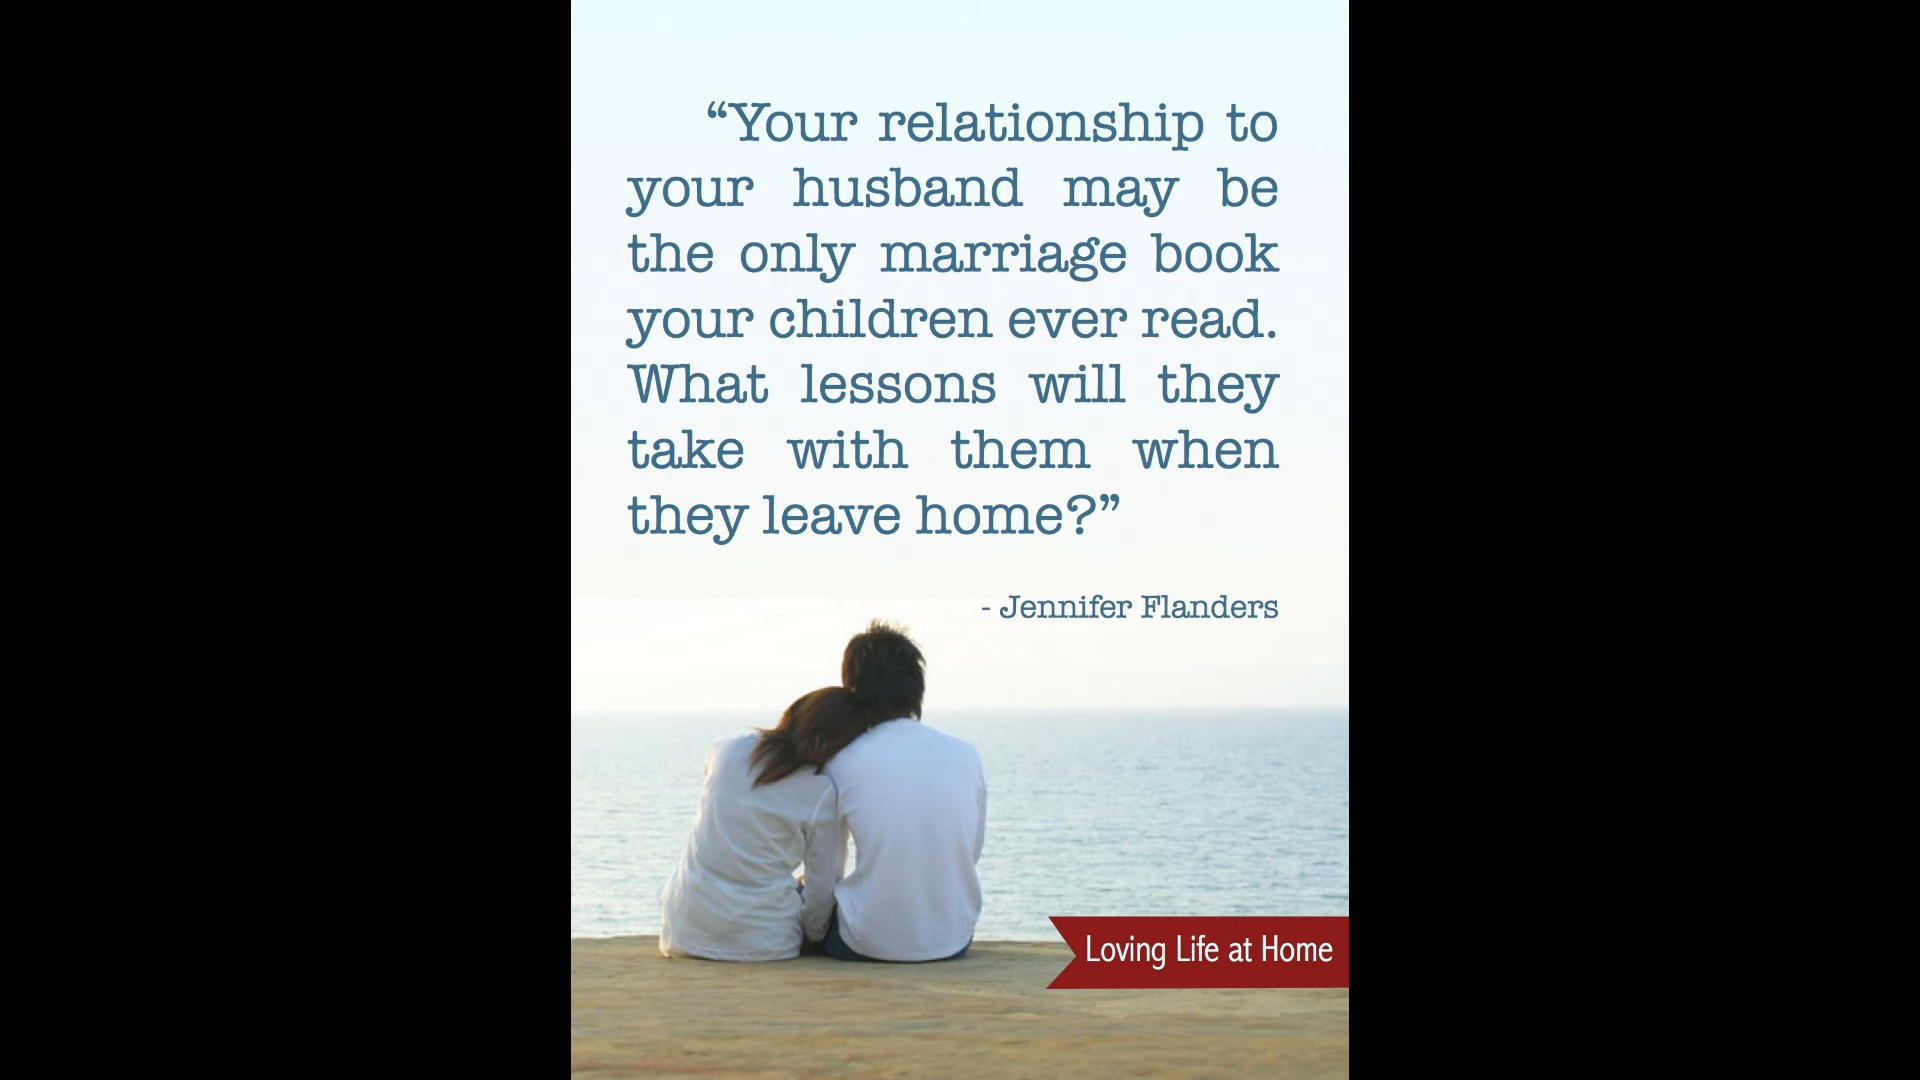 “Your relationship to
your husband may be
the only marriage book
your children ever read.
What lessons will they
take with them when
they leave home?”
- Jennifer Flanders
Loving Life at Home